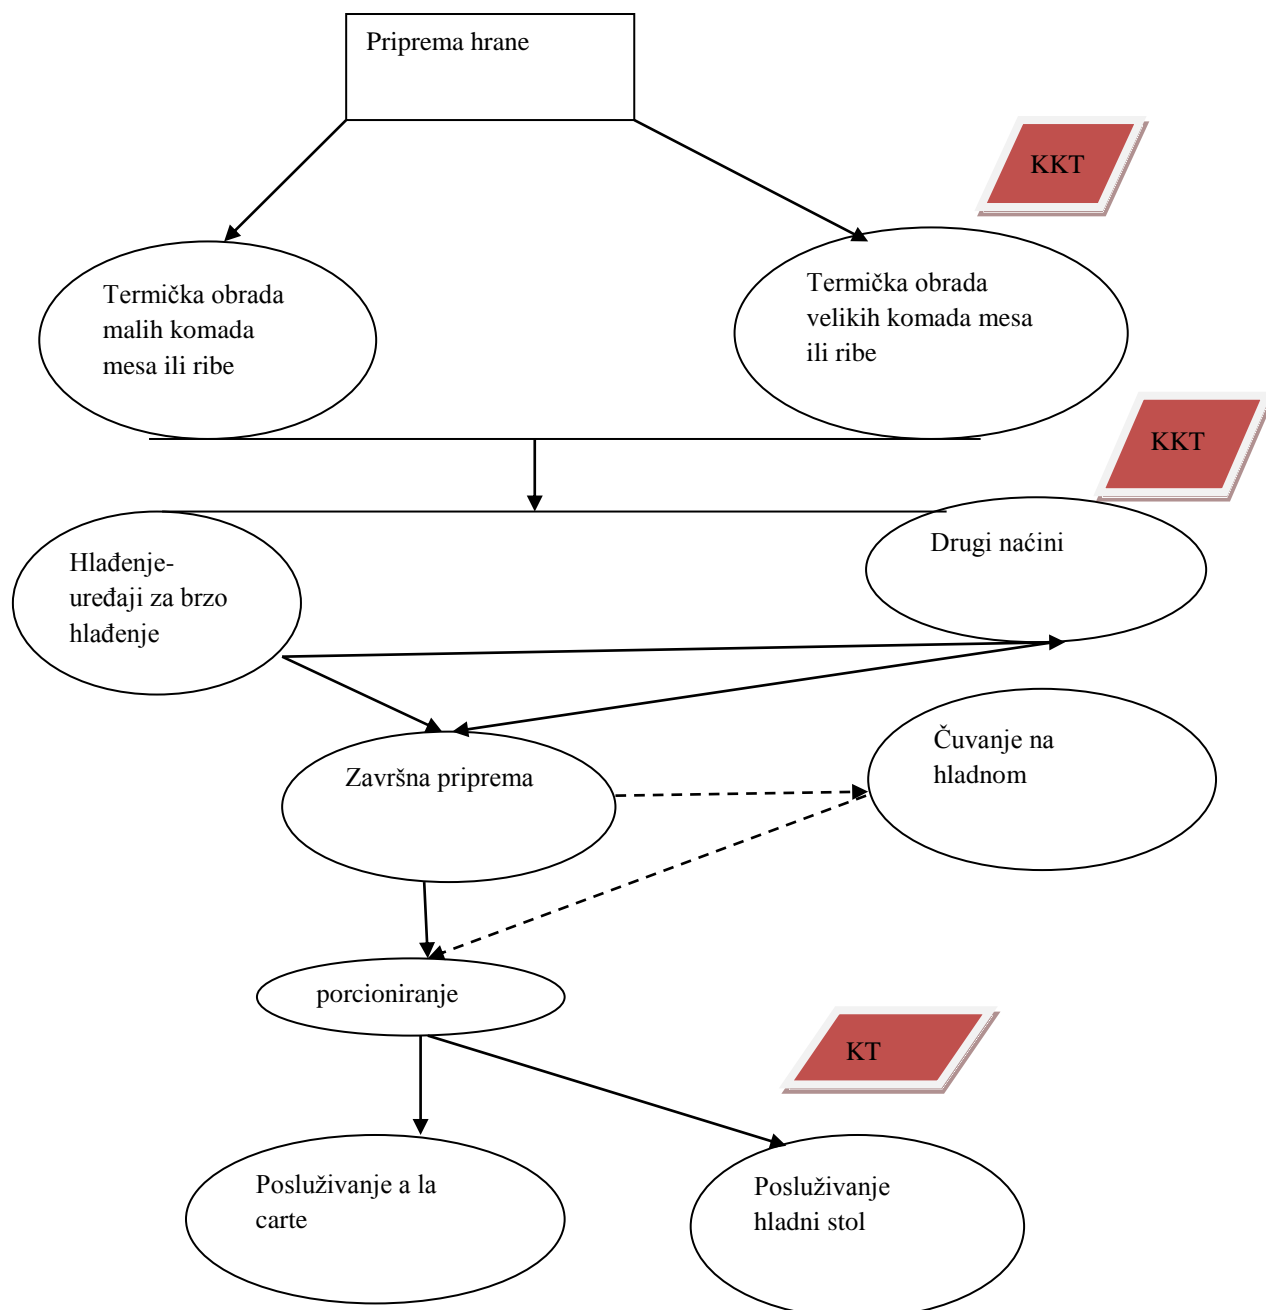 Priprema hrane
KKT
Termička obrada
malih komada
mesa ili ribe
Termička obrada
velikih komada mesa
ili ribe
KKT
Hlađenje-
uređaji za brzo
hlađenje
Drugi naćini
Završna priprema
Čuvanje na
hladnom
porcioniranje
KT
Posluživanje a la
carte
Posluživanje
hladni stol